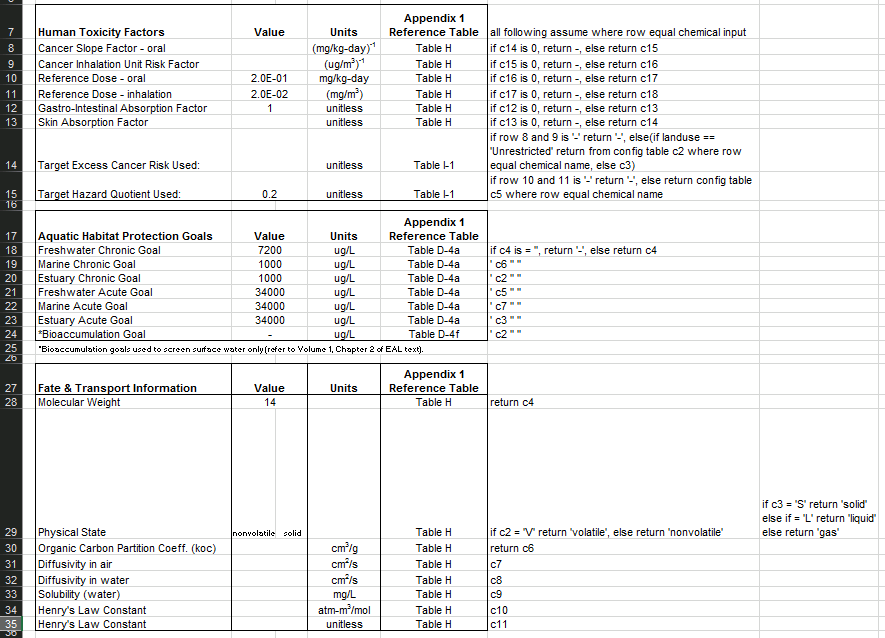 7 Human Toxicity Factors Value Units Appendix 1 Reference Table all following assume where row equal chemical input
8 Cancer Slope Factor - oral (mg/kg-day)⁻¹ Table H if c14 is 0, return -, else return c15
9 Cancer Inhalation Unit Risk Factor (ug/m³)⁻¹ Table H if c15 is 0, return -, else return c16
10 Reference Dose - oral 2.0E-01 mg/kg-day Table H if c16 is 0, return -, else return c17
11 Reference Dose - inhalation 2.0E-02 (mg/m³) Table H if c17 is 0, return -, else return c18
12 Gastro-Intestinal Absorption Factor 1 unitless Table H if c12 is 0, return -, else return c13
13 Skin Absorption Factor unitless Table H if c13 is 0, return -, else return c14
if row 8 and 9 is '-' return '-', else(if landuse ==
'Unrestricted' return from config table c2 where row
14 Target Excess Cancer Risk Used: unitless Table I-1 equal chemical name, else c3)
if row 10 and 11 is '-' return '-', else return config table
15 Target Hazard Quotient Used: 0.2 unitless Table I-1 c5 where row equal chemical name
16
17 Aquatic Habitat Protection Goals Value Units Appendix 1 Reference Table
18 Freshwater Chronic Goal 7200 ug/L Table D-4a if c4 is = '', return '-', else return c4
19 Marine Chronic Goal 1000 ug/L Table D-4a ' c6 " "
20 Estuary Chronic Goal 1000 ug/L Table D-4a ' c2 " "
21 Freshwater Acute Goal 34000 ug/L Table D-4a ' c5 " "
22 Marine Acute Goal 34000 ug/L Table D-4a ' c7 " "
23 Estuary Acute Goal 34000 ug/L Table D-4a ' c3 " "
24 *Bioaccumulation Goal - ug/L Table D-4f ' c2 " "
25 *Bioaccumulation goals used to screen surface water only (refer to Volume 1, Chapter 2 of EAL text).
26
27 Fate & Transport Information Value Units Appendix 1 Reference Table
28 Molecular Weight 14 Table H return c4
if c3 = 'S' return 'solid'
else if = 'L' return 'liquid'
29 Physical State nonvolatile solid Table H if c2 = 'V' return 'volatile', else return 'nonvolatile' else return 'gas'
30 Organic Carbon Partition Coeff. (koc) cm³/g Table H return c6
31 Diffusivity in air cm²/s Table H c7
32 Diffusivity in water cm²/s Table H c8
33 Solubility (water) mg/L Table H c9
34 Henry's Law Constant atm-m³/mol Table H c10
35 Henry's Law Constant unitless Table H c11
36